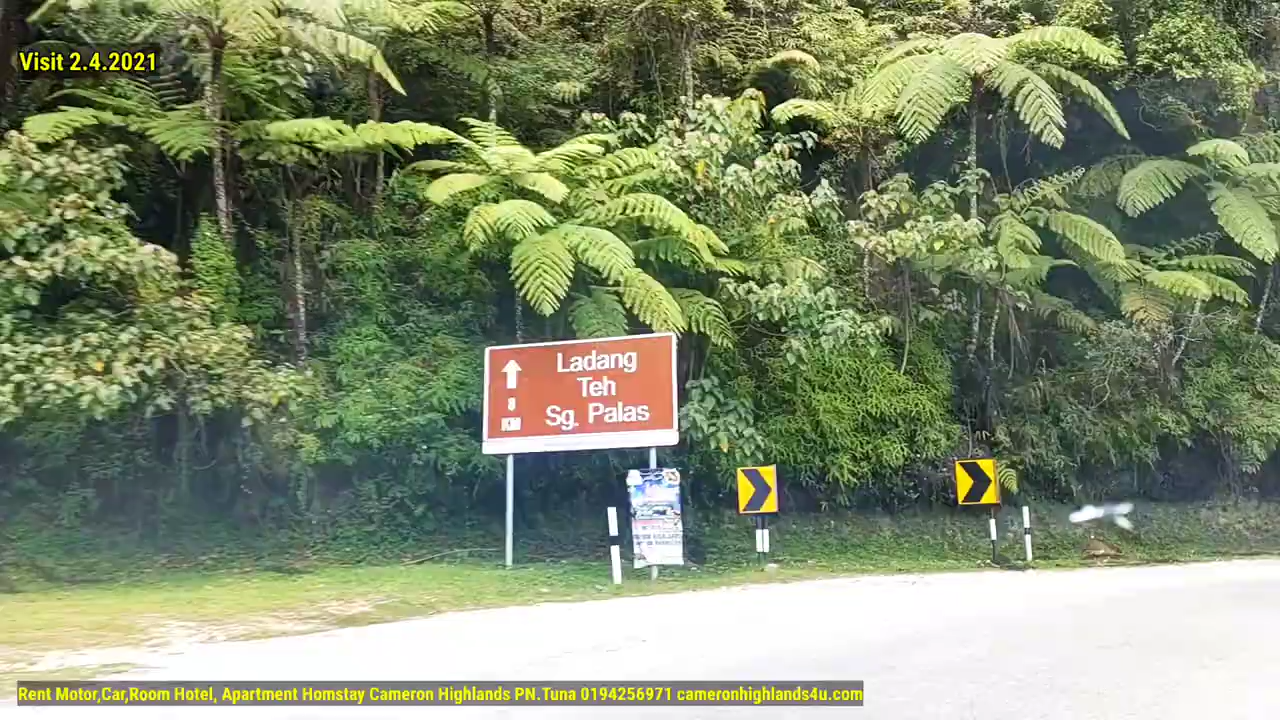 Visit 2.4.2021
Ladang
Teh
Sg. Palas
KM
Rent Motor,Car,Room Hotel, Apartment Homstay Cameron Highlands PN.Tuna 0194256971 cameronhighlands4u.com